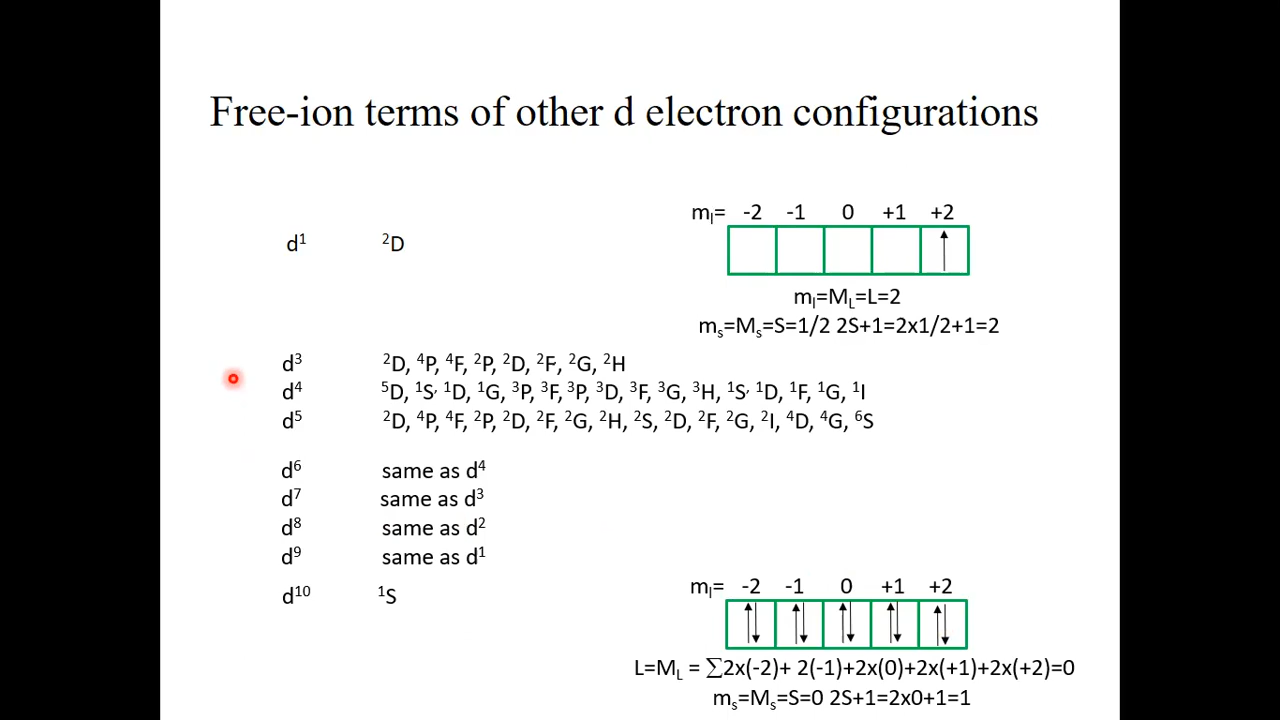 Free-ion terms of other d electron configurations
mₗ= -2 -1 0 +1 +2
d¹ ²D
mₗ=M_L=L=2
mₛ=Mₛ=S=1/2 2S+1=2x1/2+1=2
d³ ²D, ⁴P, ⁴F, ²P, ²D, ²F, ²G, ²H
d⁴ ⁵D, ¹S, ¹D, ¹G, ³P, ³F, ³P, ³D, ³F, ³G, ³H, ¹S, ¹D, ¹F, ¹G, ¹I
d⁵ ²D, ⁴P, ⁴F, ²P, ²D, ²F, ²G, ²H, ²S, ²D, ²F, ²G, ²I, ⁴D, ⁴G, ⁶S
d⁶ same as d⁴
d⁷ same as d³
d⁸ same as d²
d⁹ same as d¹
mₗ= -2 -1 0 +1 +2
d¹⁰ ¹S
L=M_L = ∑2x(-2)+ 2(-1)+2x(0)+2x(+1)+2x(+2)=0
mₛ=Mₛ=S=0 2S+1=2x0+1=1